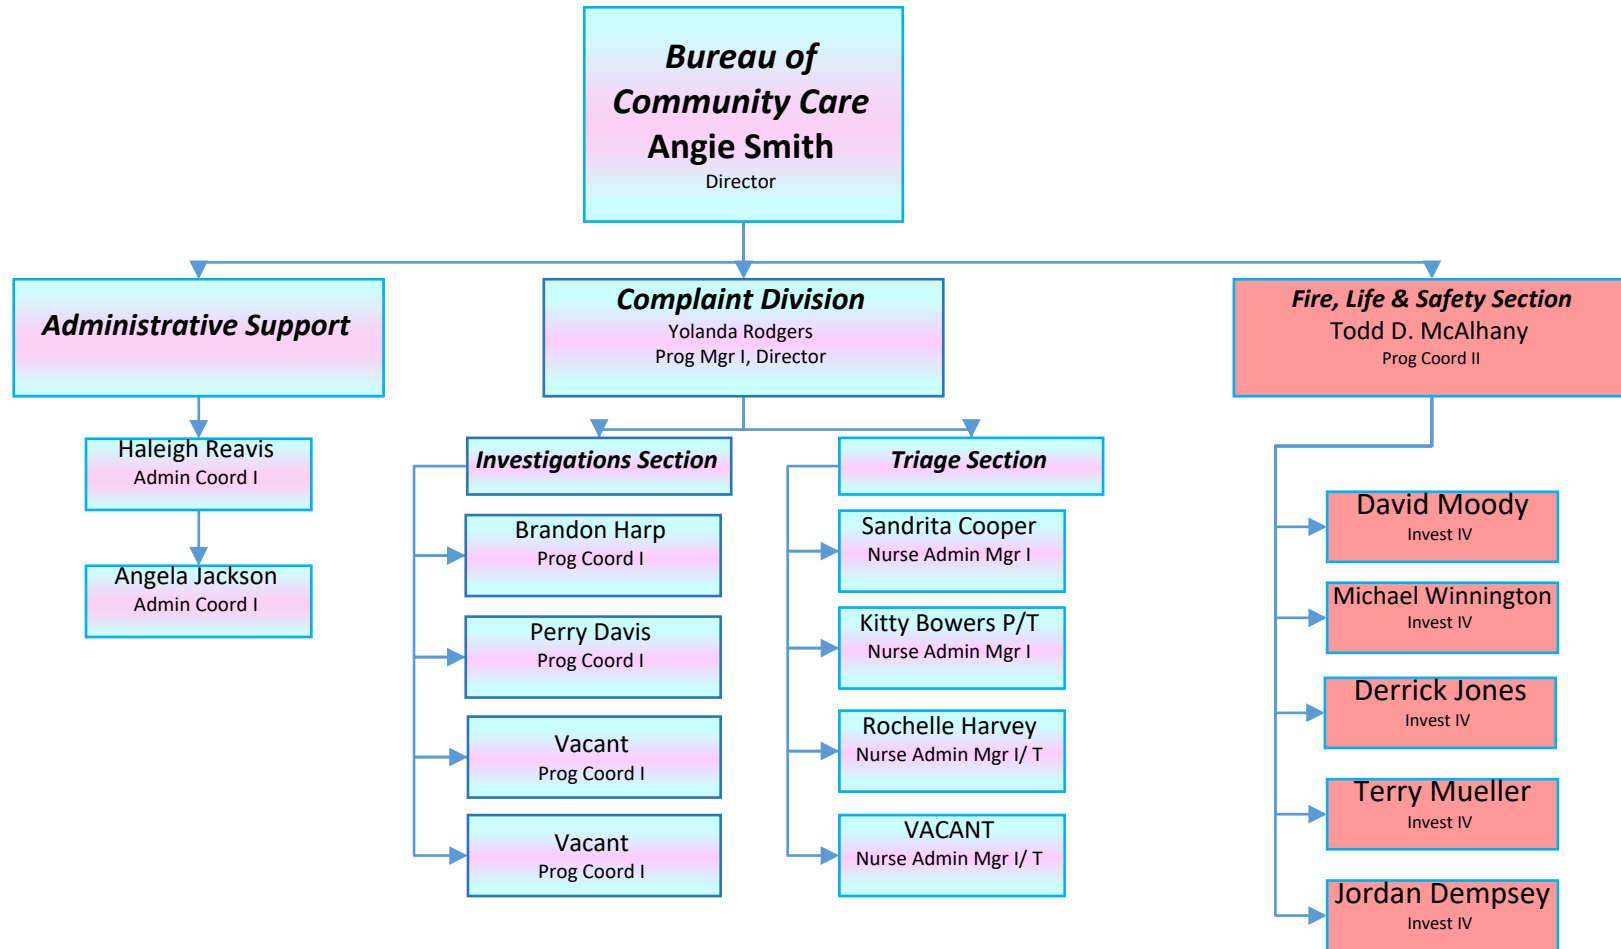 Bureau of
Community Care
Angie Smith
Director
Administrative Support
Haleigh Reavis
Admin Coord I
Angela Jackson
Admin Coord I
Complaint Division
Yolanda Rodgers
Prog Mgr I, Director
Investigations Section
Brandon Harp
Prog Coord I
Perry Davis
Prog Coord I
Vacant
Prog Coord I
Vacant
Prog Coord I
Triage Section
Sandrita Cooper
Nurse Admin Mgr I
Kitty Bowers P/T
Nurse Admin Mgr I
Rochelle Harvey
Nurse Admin Mgr I/ T
VACANT
Nurse Admin Mgr I/ T
Fire, Life & Safety Section
Todd D. McAlhany
Prog Coord II
David Moody
Invest IV
Michael Winnington
Invest IV
Derrick Jones
Invest IV
Terry Mueller
Invest IV
Jordan Dempsey
Invest IV